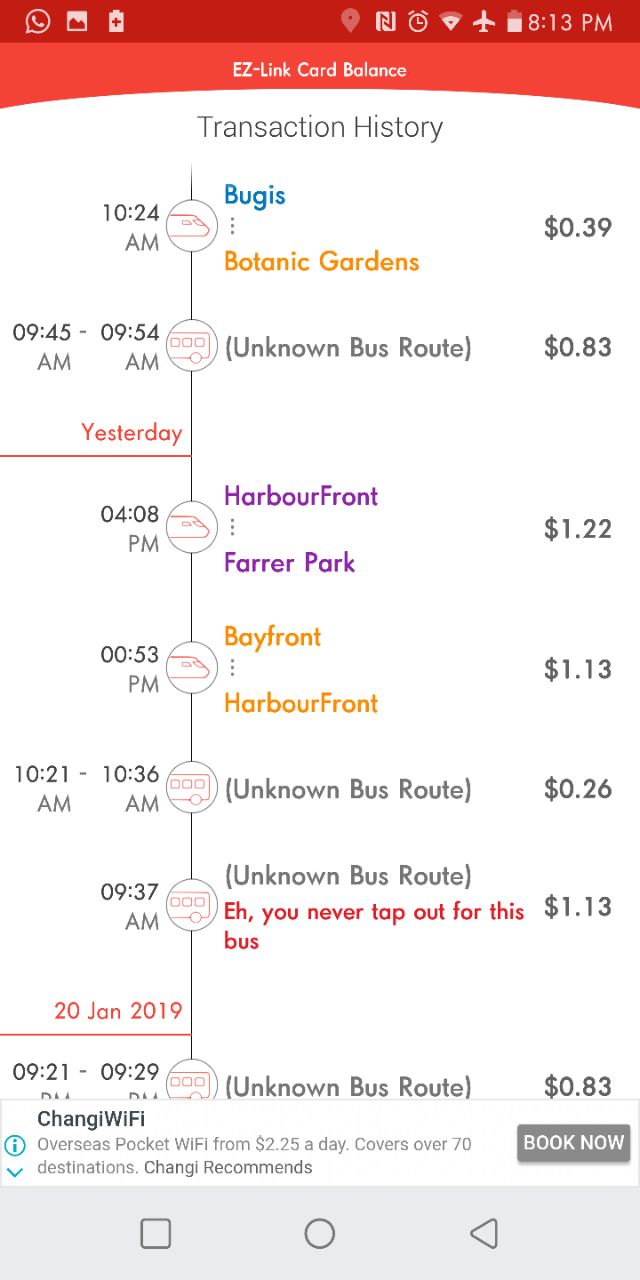 8:13 PM
EZ-Link Card Balance
Transaction History
10:24
AM
Bugis
Botanic Gardens
$0.39
09:45 - 09:54
AM AM
(Unknown Bus Route)
$0.83
Yesterday
04:08
PM
HarbourFront
Farrer Park
$1.22
00:53
PM
Bayfront
HarbourFront
$1.13
10:21 - 10:36
AM AM
(Unknown Bus Route)
$0.26
09:37
AM
(Unknown Bus Route)
Eh, you never tap out for this
bus
$1.13
20 Jan 2019
09:21 - 09:29
PM PM
(Unknown Bus Route)
$0.83
ChangiWiFi
Overseas Pocket WiFi from $2.25 a day. Covers over 70
destinations. Changi Recommends
BOOK NOW